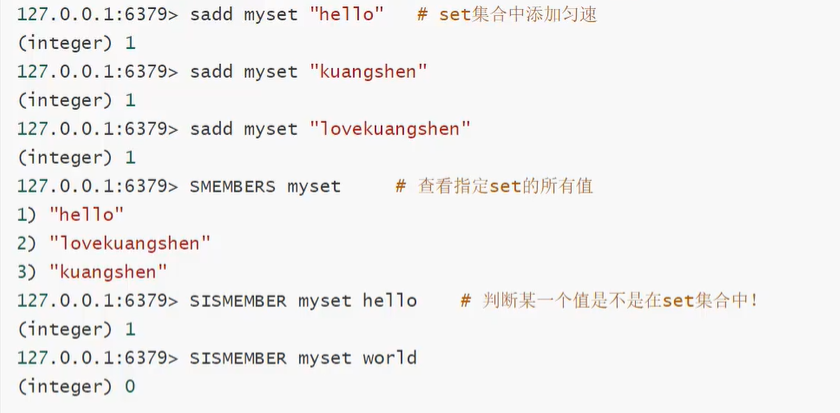 127.0.0.1:6379> sadd myset "hello"   # set集合中添加匀速
(integer) 1
127.0.0.1:6379> sadd myset "kuangshen"
(integer) 1
127.0.0.1:6379> sadd myset "lovekuangshen"
(integer) 1
127.0.0.1:6379> SMEMBERS myset     # 查看指定set的所有值
1) "hello"
2) "lovekuangshen"
3) "kuangshen"
127.0.0.1:6379> SISMEMBER myset hello    # 判断某一个值是不是在set集合中！
(integer) 1
127.0.0.1:6379> SISMEMBER myset world
(integer) 0